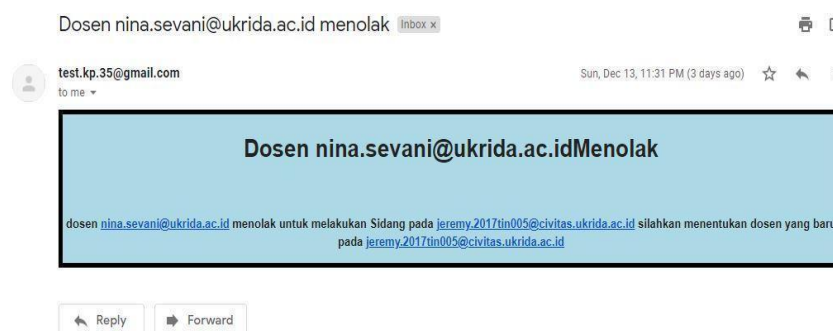 Dosen nina.sevani@ukrida.ac.id menolak Inbox x
test.kp.35@gmail.com Sun, Dec 13, 11:31 PM (3 days ago)
to me
Dosen nina.sevani@ukrida.ac.idMenolak
dosen nina.sevani@ukrida.ac.id menolak untuk melakukan Sidang pada jeremy.2017tin005@civitas.ukrida.ac.id silahkan menentukan dosen yang baru
pada jeremy.2017tin005@civitas.ukrida.ac.id
Reply Forward